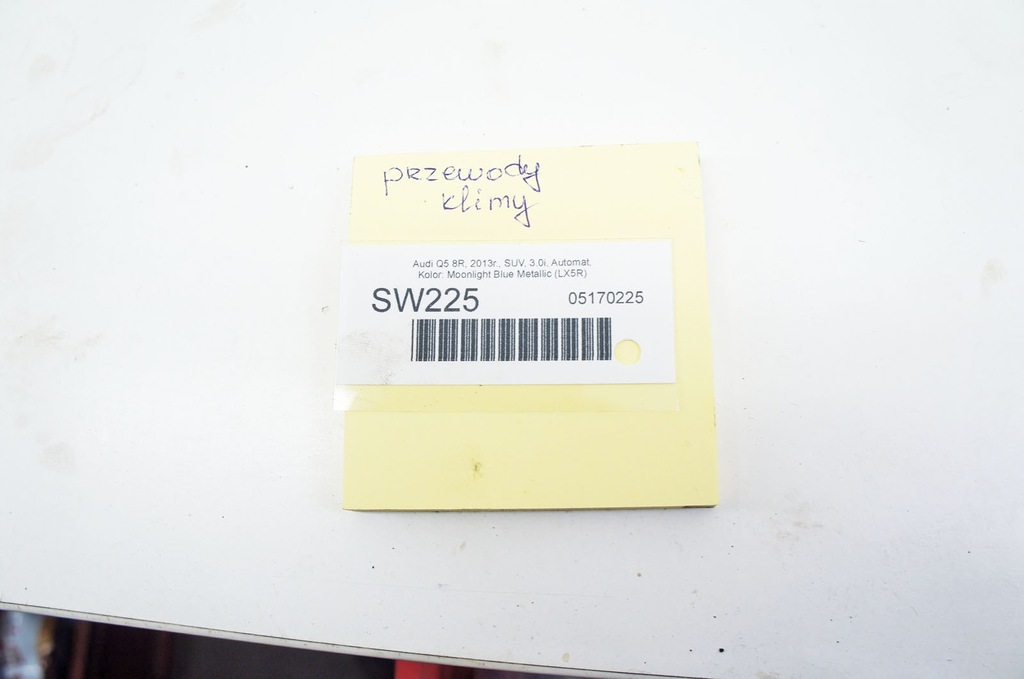 przewody
klimy
Audi Q5 8R, 2013r., SUV, 3.0i, Automat,
Kolor: Moonlight Blue Metallic (LX5R)
SW225 05170225